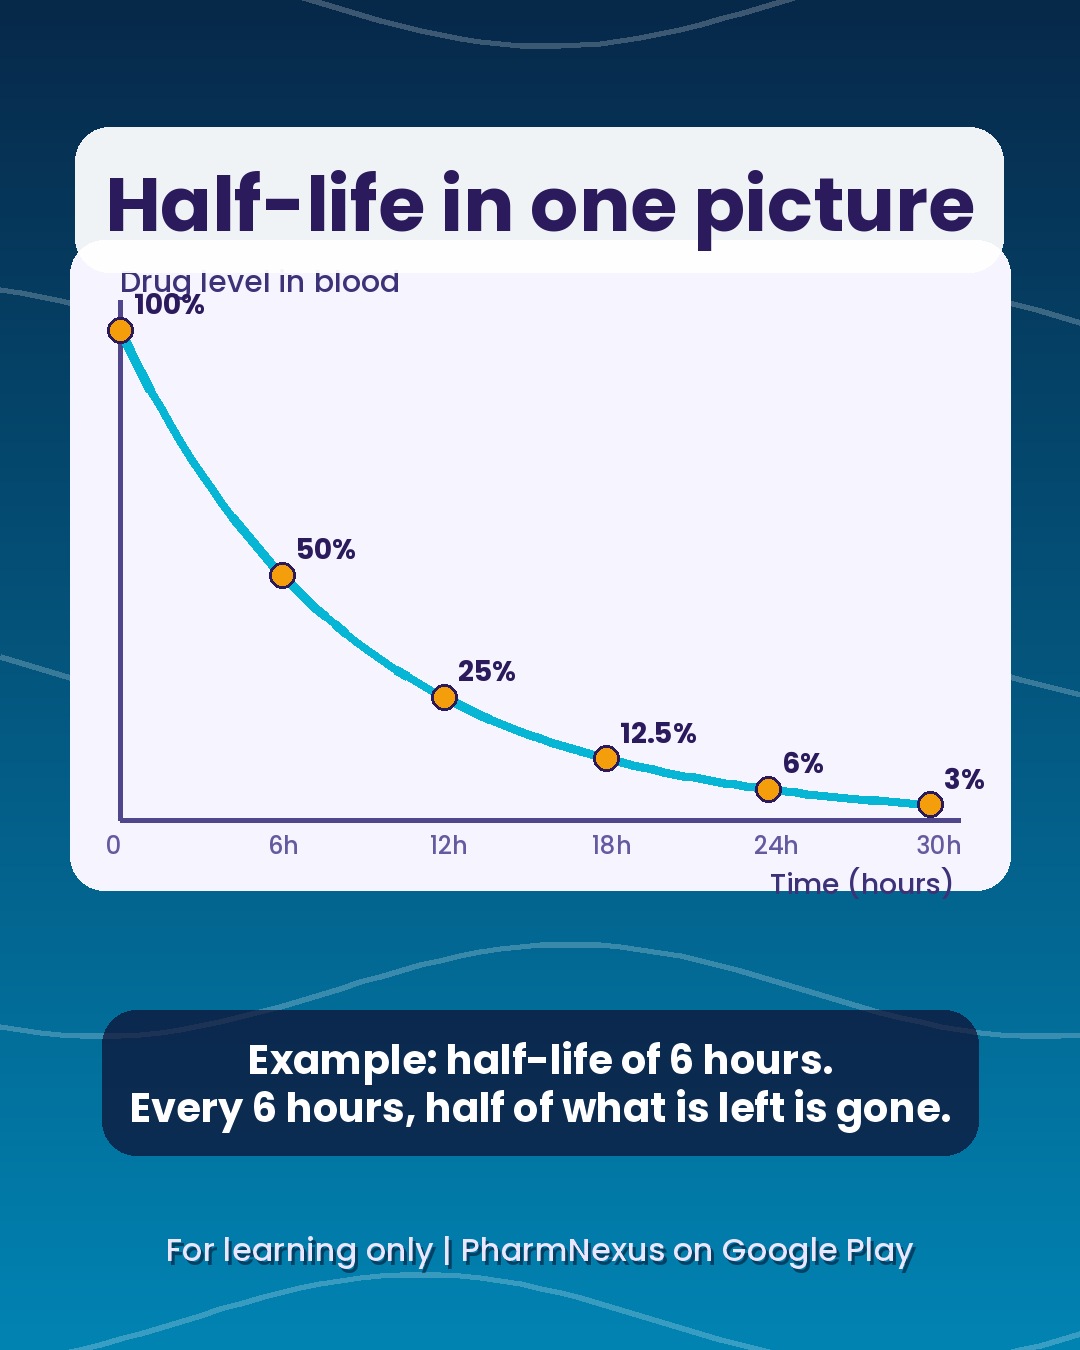 Half-life in one picture
Drug level in blood
100%
50%
25%
12.5%
6%
3%
0 6h 12h 18h 24h 30h
Time (hours)
Example: half-life of 6 hours.
Every 6 hours, half of what is left is gone.
For learning only | PharmNexus on Google Play